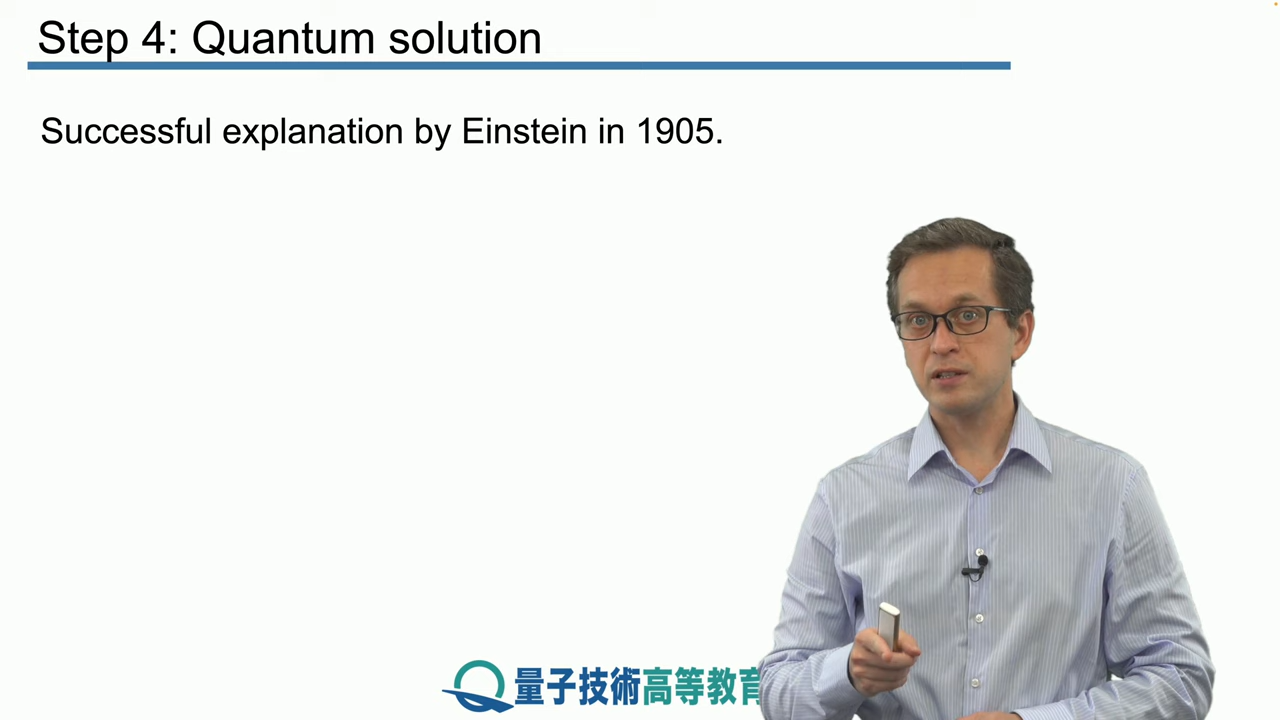 Step 4: Quantum solution
Successful explanation by Einstein in 1905.
量子技術高等教育